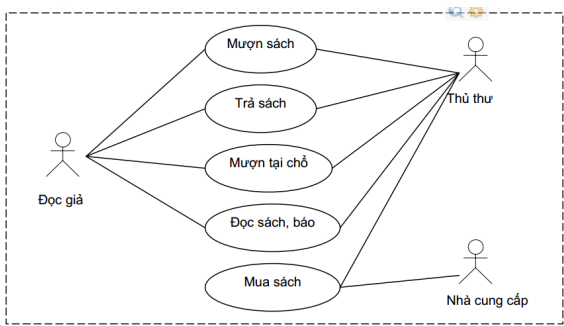 Mượn sách
Trả sách
Mượn tại chổ
Đọc sách, báo
Mua sách
Đọc giả
Thủ thư
Nhà cung cấp